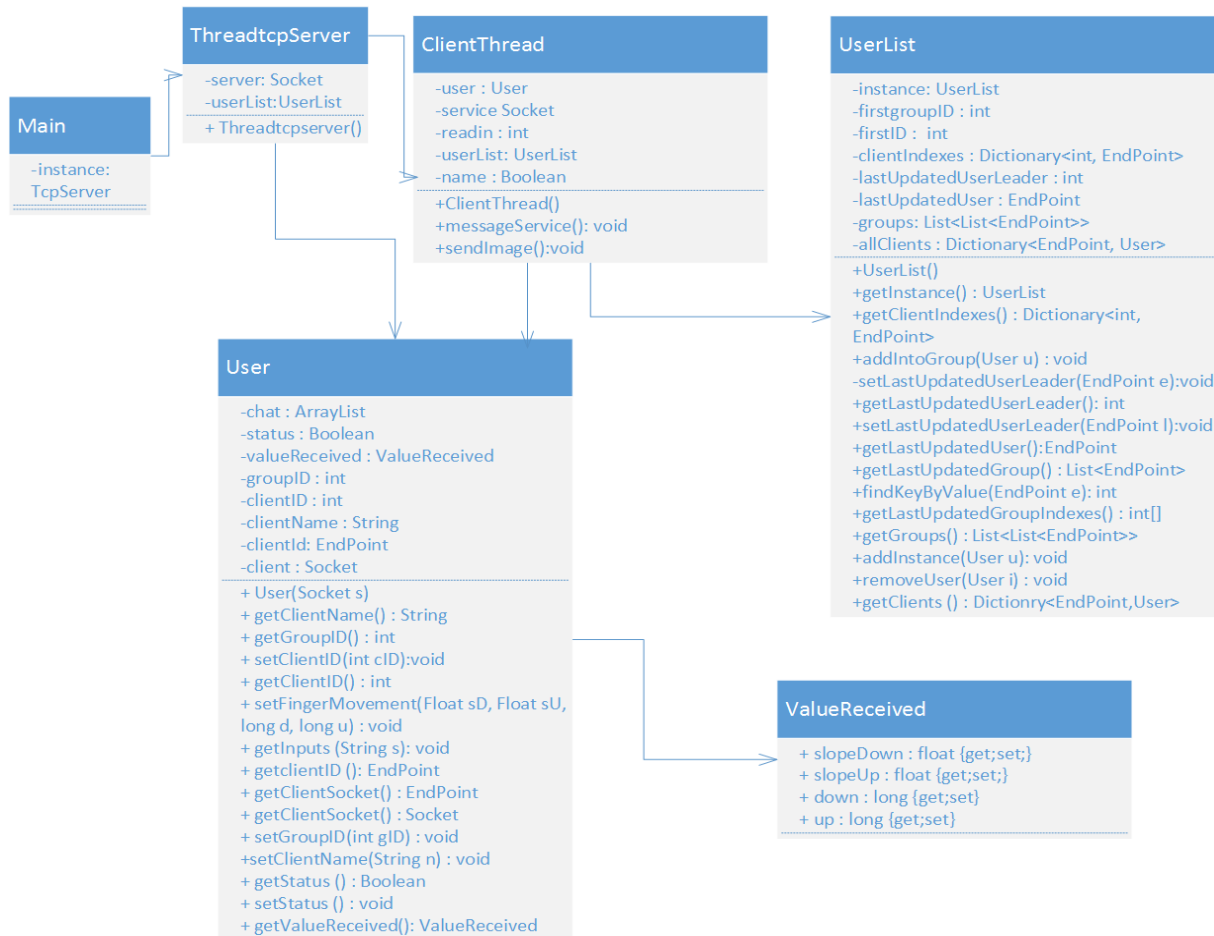 Main
-instance:
TcpServer
ThreadtcpServer
-server: Socket
-userList:UserList
+ Threadtcpserver()
ClientThread
-user : User
-service Socket
-readin : int
-userList: UserList
-name : Boolean
+ClientThread()
+messageService(): void
+sendImage():void
UserList
-instance: UserList
-firstgroupID : int
-firstID :  int
-clientIndexes : Dictionary<int, EndPoint>
-lastUpdatedUserLeader : int
-lastUpdatedUser : EndPoint
-groups: List<List<EndPoint>>
-allClients : Dictionary<EndPoint, User>
+UserList()
+getInstance() : UserList
+getClientIndexes() : Dictionary<int,
EndPoint>
+addIntoGroup(User u) : void
-setLastUpdatedUserLeader(EndPoint e):void
+getLastUpdatedUserLeader(): int
+setLastUpdatedUserLeader(EndPoint l):void
+getLastUpdatedUser():EndPoint
+getLastUpdatedGroup() : List<EndPoint>
+findKeyByValue(EndPoint e): int
+getLastUpdatedGroupIndexes() : int[]
+getGroups() : List<List<EndPoint>>
+addInstance(User u): void
+removeUser(User i) : void
+getClients () : Dictionry<EndPoint,User>
User
-chat : ArrayList
-status : Boolean
-valueReceived : ValueReceived
-groupID : int
-clientID : int
-clientName : String
-clientId: EndPoint
-client : Socket
+ User(Socket s)
+ getClientName() : String
+ getGroupID() : int
+ setClientID(int cID):void
+ getClientID() : int
+ setFingerMovement(Float sD, Float sU,
long d, long u) : void
+ getInputs (String s): void
+ getclientID (): EndPoint
+ getClientSocket() : EndPoint
+ getClientSocket() : Socket
+ setGroupID(int gID) : void
+setClientName(String n) : void
+ getStatus () : Boolean
+ setStatus () : void
+ getValueReceived(): ValueReceived
ValueReceived
+ slopeDown : float {get;set;}
+ slopeUp : float {get;set;}
+ down : long {get;set}
+ up : long {get;set}